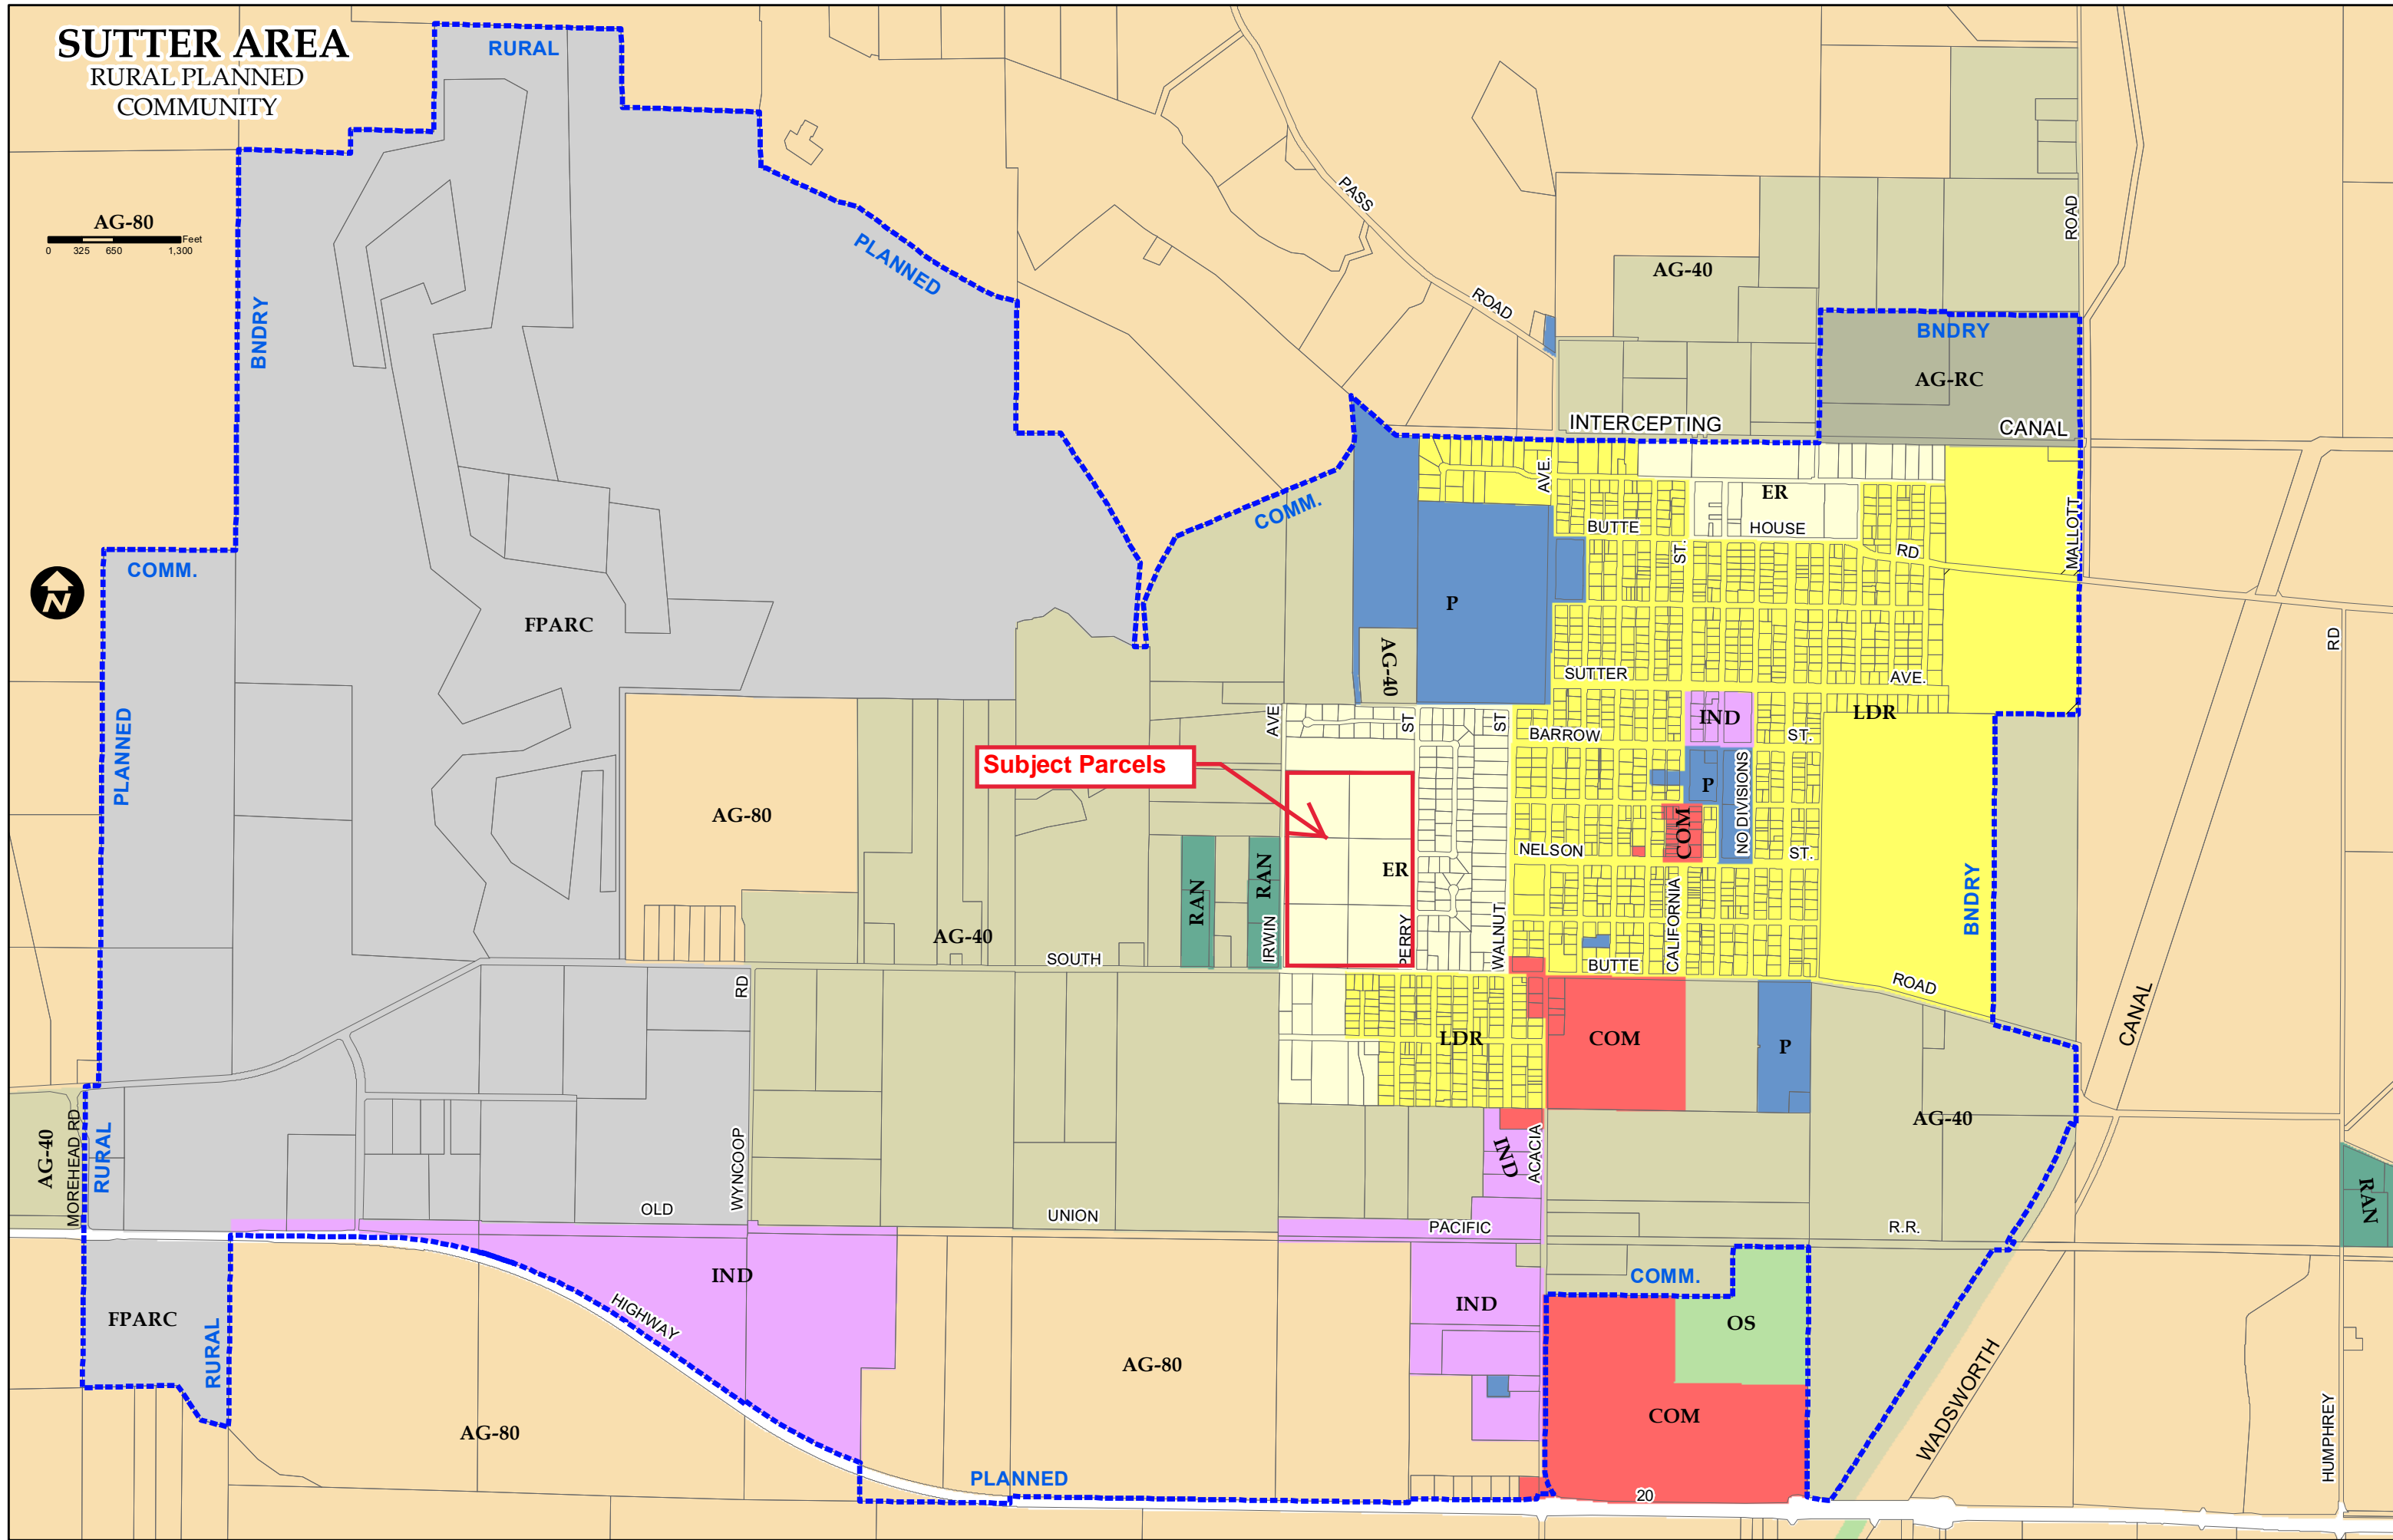 SUTTER AREA
RURAL PLANNED
COMMUNITY
RURAL
AG-80
Feet
0 325 650 1,300
PASS
ROAD
PLANNED
BNDRY
ROAD
AG-40
ROAD
BNDRY
AG-RC
INTERCEPTING
CANAL
COMM.
AVE.
ER
BUTTE
HOUSE
RD
ST.
MALLOTT
COMM.
N
FPARC
P
AG-40
SUTTER
AVE.
RD
PLANNED
AVE
ST
ST
IND
LDR
BARROW
ST.
Subject Parcels
P
NO DIVISIONS
AG-80
COM
NELSON
ST.
RAN
RAN
ER
BNDRY
AG-40
IRWIN
PERRY
WALNUT
CALIFORNIA
SOUTH
BUTTE
ROAD
RD
CANAL
LDR
COM
P
AG-40
AG-40
MOREHEAD RD
RURAL
WYNCOOP
IND
ACACIA
OLD
UNION
PACIFIC
R.R.
RAN
IND
COMM.
IND
FPARC
HIGHWAY
OS
RURAL
AG-80
WADSWORTH
COM
AG-80
HUMPHREY
PLANNED
20